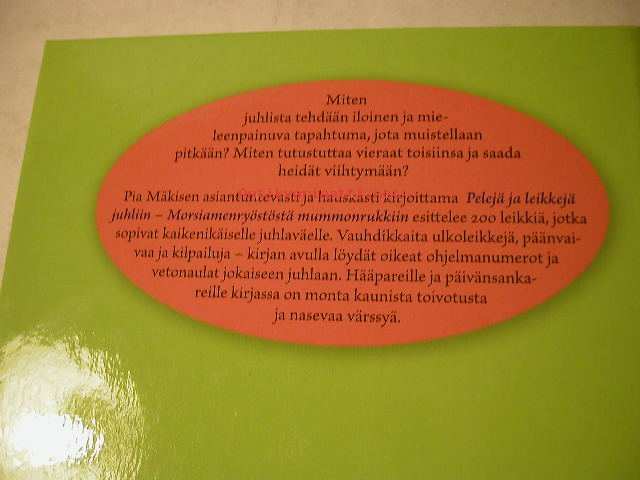 Miten
juhlista tehdään iloinen ja mie-
leenpainuva tapahtuma, jota muistellaan
pitkään? Miten tutustuttaa vieraat toisiinsa ja saada
heidät viihtymään?
Pia Mäkisen asiantuntevasti ja hauskasti kirjoittama Pelejä ja leikkejä
juhliin – Morsiamenryöstöstä mummonrukkiin esittelee 200 leikkiä, jotka
sopivat kaikenikäiselle juhlaväelle. Vauhdikkaita ulkoleikkejä, päänvai-
vaa ja kilpailuja – kirjan avulla löydät oikeat ohjelmanumerot ja
vetonaulat jokaiseen juhlaan. Hääpareille ja päivänsanka-
reille kirjassa on monta kaunista toivotusta
ja nasevaa värssyä.